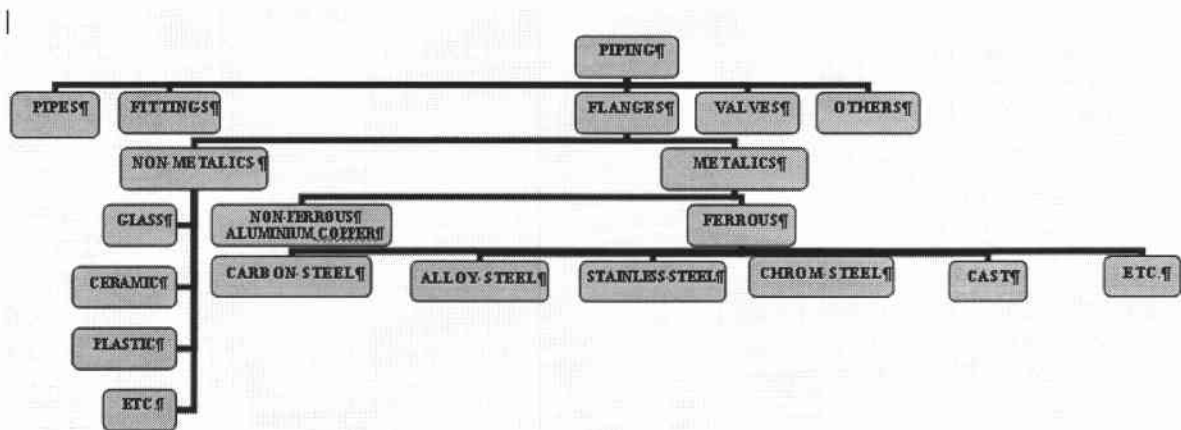 PIPING¶
PIPES¶
FITTINGS¶
FLANGES¶
VALVES¶
OTHERS¶
NON-METALICS¶
METALICS¶
GLASS¶
NON-FERROUS¶
ALUMINIUM, COPPER¶
FERROUS¶
CARBON-STEEL¶
ALLOY-STEEL¶
STAINLESS-STEEL¶
CHROM-STEEL¶
CAST¶
ETC.¶
CERAMIC¶
PLASTIC¶
ETC.¶